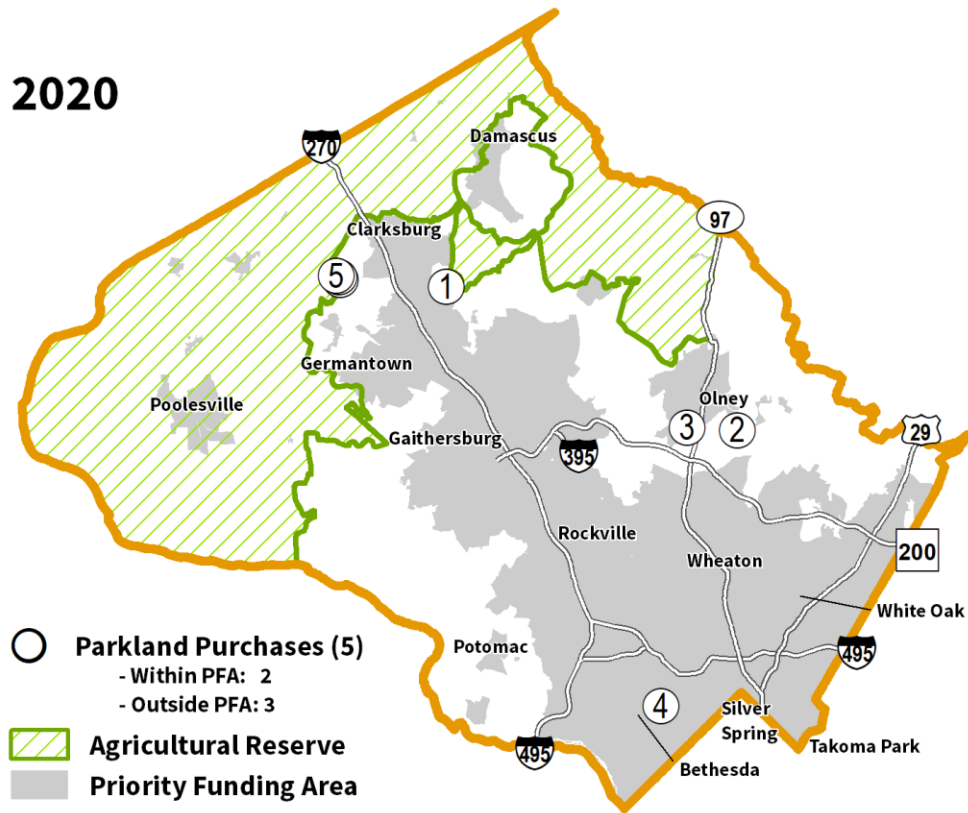 2020
Damascus
270
97
Clarksburg
5
1
Germantown
Poolesville
Olney
3
2
29
Gaithersburg
395
Rockville
Wheaton
200
White Oak
Potomac
495
4
Silver
Spring
495
Takoma Park
Bethesda
Parkland Purchases (5)
- Within PFA: 2
- Outside PFA: 3
Agricultural Reserve
Priority Funding Area